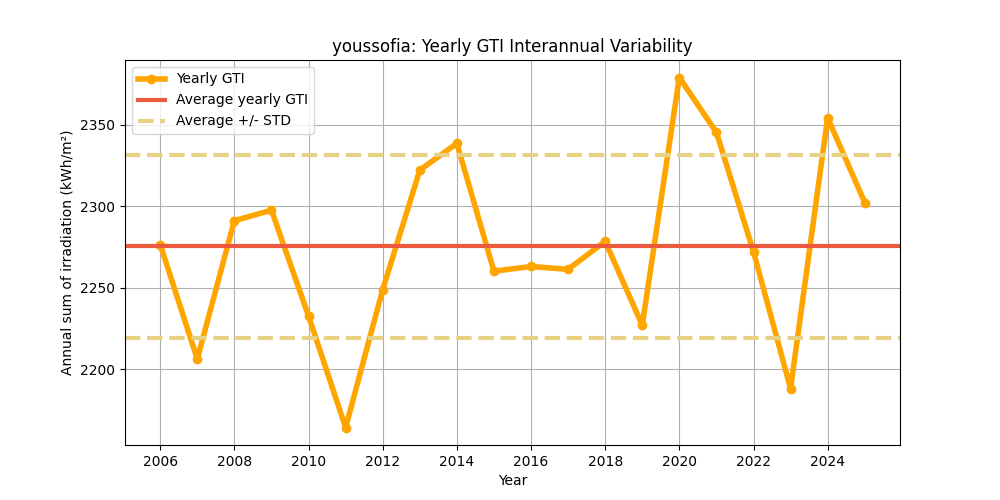 youssofia: Yearly GTI Interannual Variability
Yearly GTI
Average yearly GTI
Average +/- STD
Annual sum of irradiation (kWh/m²)
2350
2300
2250
2200
2006 2008 2010 2012 2014 2016 2018 2020 2022 2024
Year